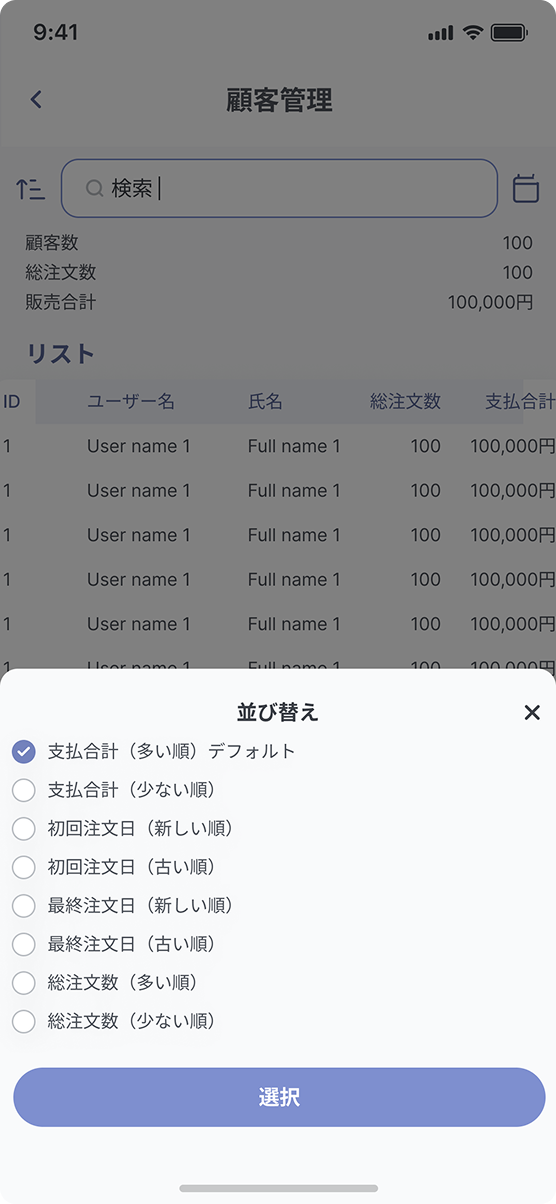 9:41
顧客管理
検索
顧客数 100
総注文数 100
販売合計 100,000円
リスト
ID ユーザー名 氏名 総注文数 支払合計
1 User name 1 Full name 1 100 100,000円
1 User name 1 Full name 1 100 100,000円
1 User name 1 Full name 1 100 100,000円
1 User name 1 Full name 1 100 100,000円
1 User name 1 Full name 1 100 100,000円
1 User name 1 Full name 1 100 100,000円
並び替え
支払合計（多い順）デフォルト
支払合計（少ない順）
初回注文日（新しい順）
初回注文日（古い順）
最終注文日（新しい順）
最終注文日（古い順）
総注文数（多い順）
総注文数（少ない順）
選択